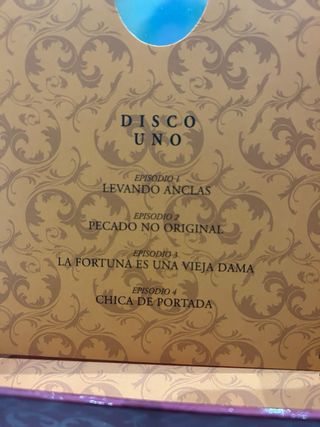 DISCO
UNO
EPISODIO 1
LEVANDO ANCLAS
EPISODIO 2
PECADO NO ORIGINAL
EPISODIO 3
LA FORTUNA ES UNA VIEJA DAMA
EPISODIO 4
CHICA DE PORTADA